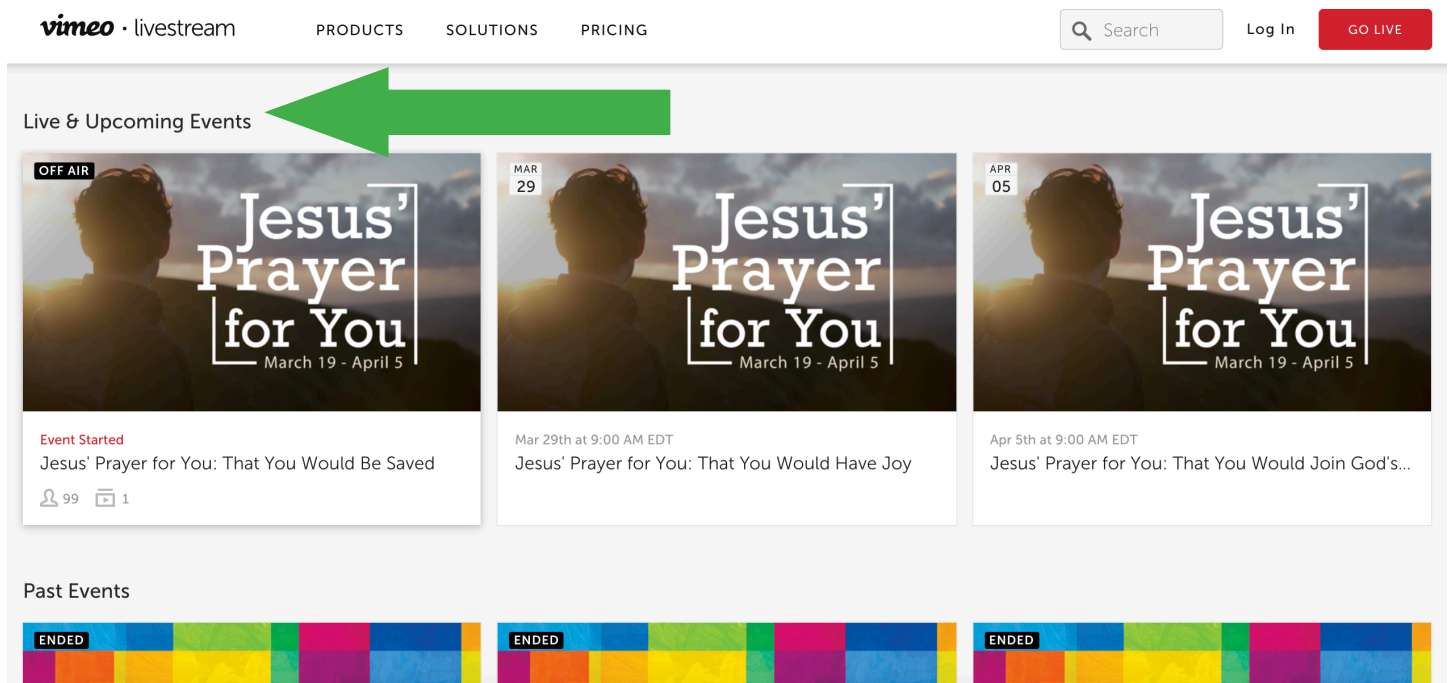 vimeo · livestream PRODUCTS SOLUTIONS PRICING Search Log In GO LIVE
Live & Upcoming Events
OFF AIR
Jesus'
Prayer
for You
March 19 - April 5
Event Started
Jesus' Prayer for You: That You Would Be Saved
99 1
MAR
29
Jesus'
Prayer
for You
March 19 - April 5
Mar 29th at 9:00 AM EDT
Jesus' Prayer for You: That You Would Have Joy
APR
05
Jesus'
Prayer
for You
March 19 - April 5
Apr 5th at 9:00 AM EDT
Jesus' Prayer for You: That You Would Join God's...
Past Events
ENDED
ENDED
ENDED